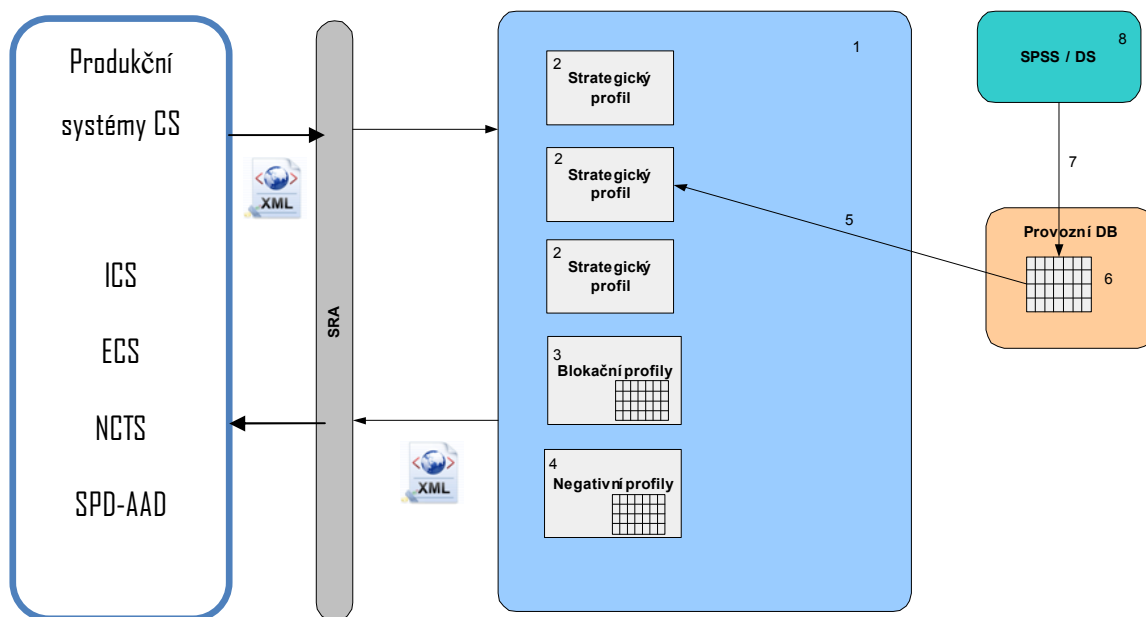 Produkční
systémy CS
XML
ICS
ECS
NCTS
SPD-AAD
SRA
XML
1
2
Strategický
profil
2
Strategický
profil
2
Strategický
profil
3
Blokační profily
4
Negativní profily
5
8
SPSS / DS
7
Provozní DB
6